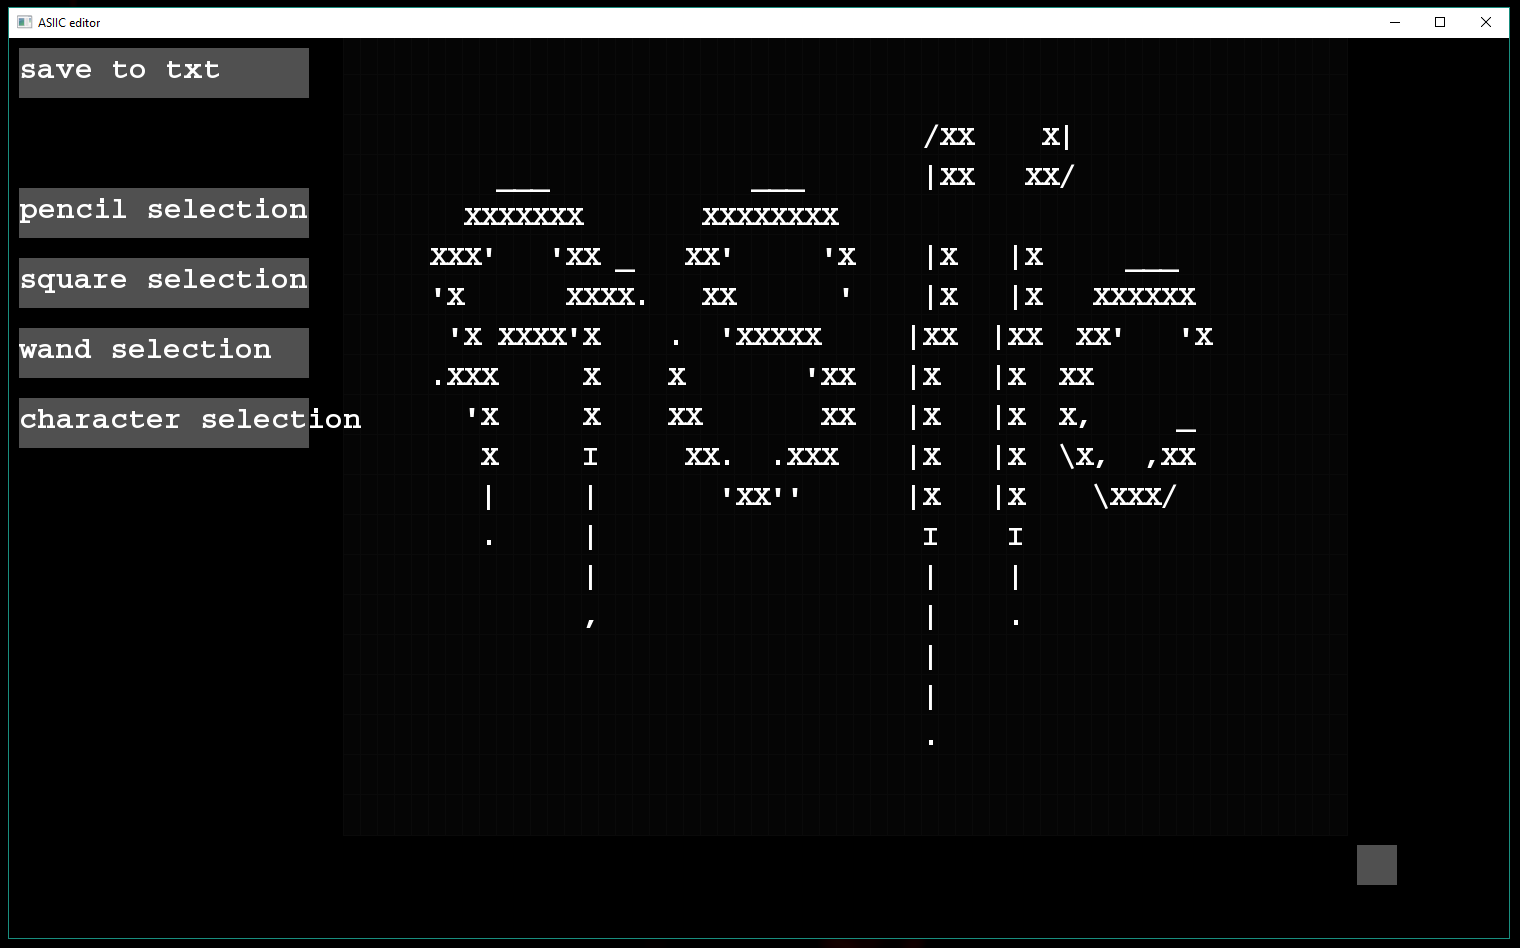 ASIIC editor
save to txt
pencil selection
square selection
wand selection
character selection
                             /XX    X|
    ___            ___       |XX   XX/
  XXXXXXX       XXXXXXXX
XXX'   'XX _   XX'     'X    |X   |X     ___
'X      XXXX.   XX      '    |X   |X   XXXXXX
 'X XXXX'X    .  'XXXXX     |XX  |XX  XX'   'X
.XXX     X    X       'XX   |X   |X  XX
  'X     X    XX       XX   |X   |X  X,     _
   X     I     XX.  .XXX    |X   |X  \X,  ,XX
   |     |       'XX''      |X   |X    \XXX/
   .     |                   I    I
         |                   |    |
         ,                   |    .
                             |
                             |
                             .